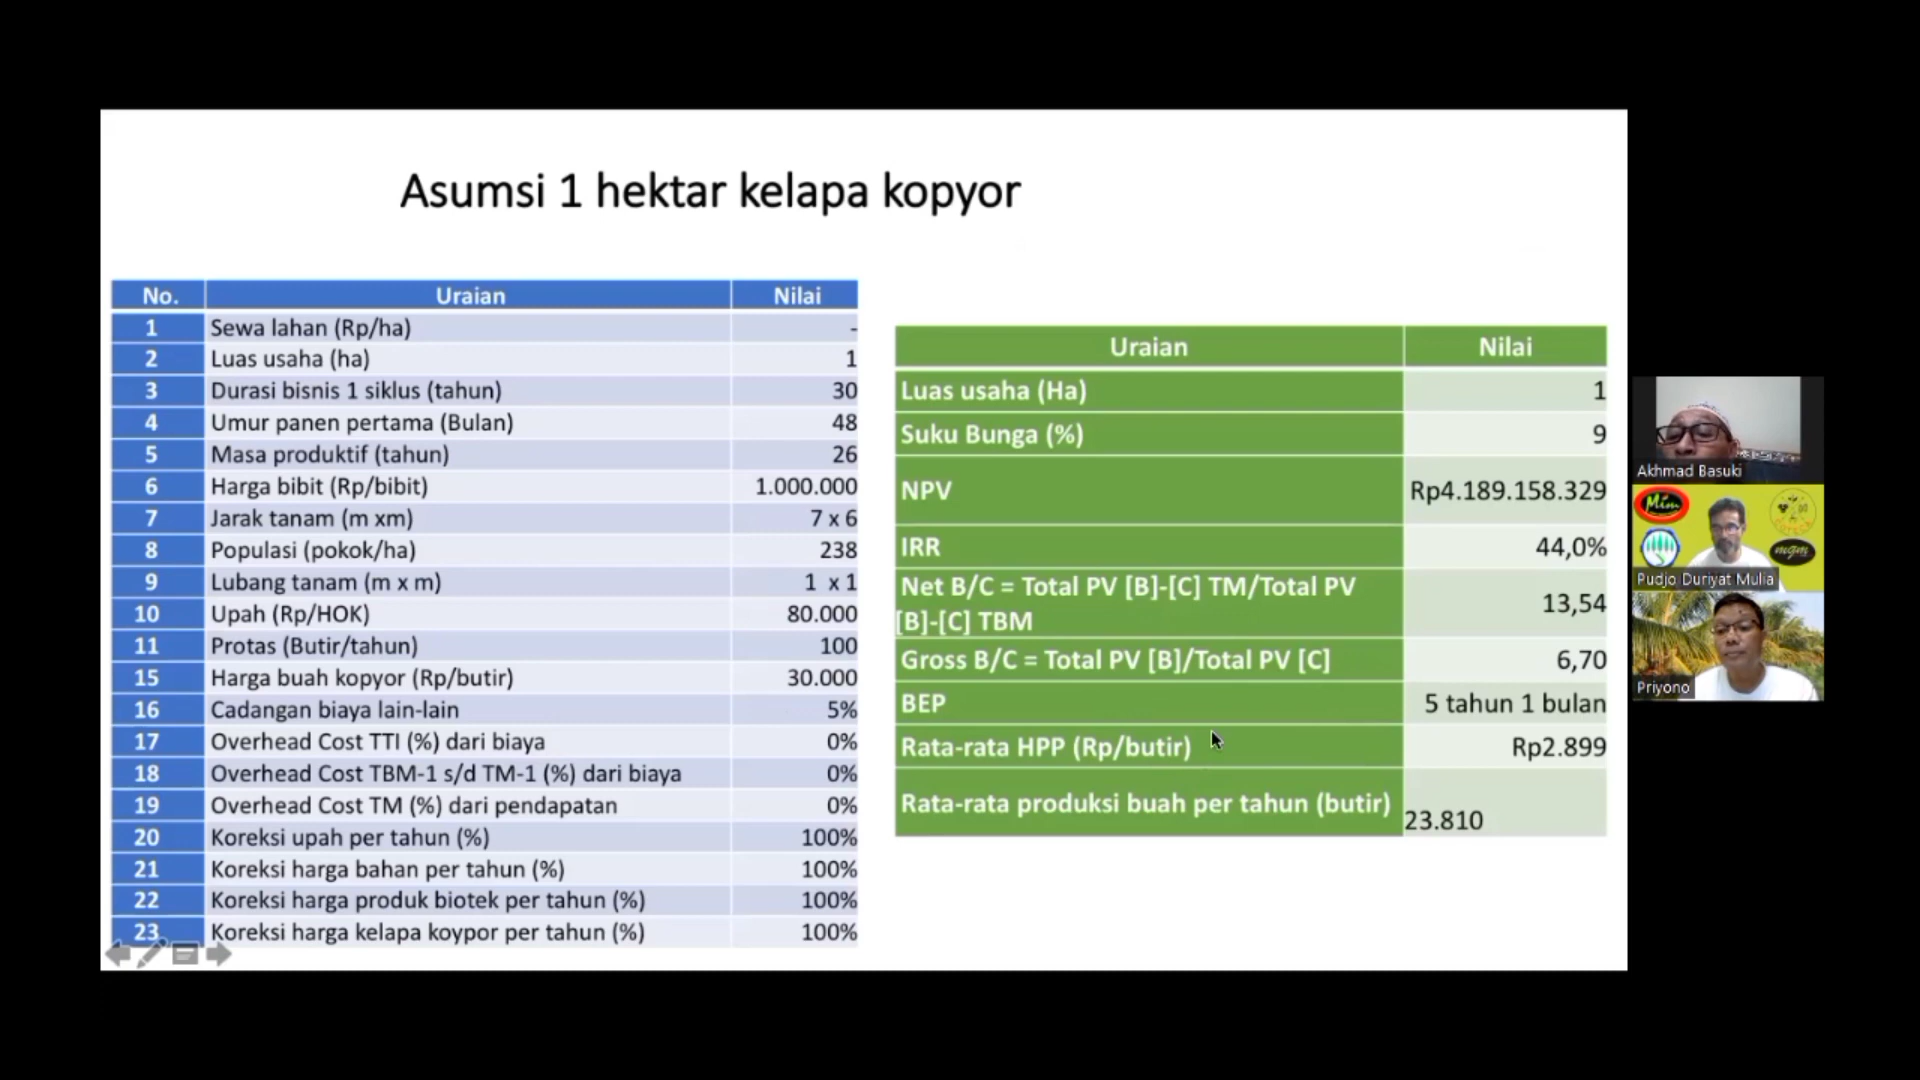 Asumsi 1 hektar kelapa kopyor
No. Uraian Nilai
1 Sewa lahan (Rp/ha) -
2 Luas usaha (ha) 1
3 Durasi bisnis 1 siklus (tahun) 30
4 Umur panen pertama (Bulan) 48
5 Masa produktif (tahun) 26
6 Harga bibit (Rp/bibit) 1.000.000
7 Jarak tanam (m xm) 7 x 6
8 Populasi (pokok/ha) 238
9 Lubang tanam (m x m) 1 x 1
10 Upah (Rp/HOK) 80.000
11 Protas (Butir/tahun) 100
15 Harga buah kopyor (Rp/butir) 30.000
16 Cadangan biaya lain-lain 5%
17 Overhead Cost TTI (%) dari biaya 0%
18 Overhead Cost TBM-1 s/d TM-1 (%) dari biaya 0%
19 Overhead Cost TM (%) dari pendapatan 0%
20 Koreksi upah per tahun (%) 100%
21 Koreksi harga bahan per tahun (%) 100%
22 Koreksi harga produk biotek per tahun (%) 100%
23 Koreksi harga kelapa koypor per tahun (%) 100%
Uraian Nilai
Luas usaha (Ha) 1
Suku Bunga (%) 9
NPV Rp4.189.158.329
IRR 44,0%
Net B/C = Total PV [B]-[C] TM/Total PV
[B]-[C] TBM 13,54
Gross B/C = Total PV [B]/Total PV [C] 6,70
BEP 5 tahun 1 bulan
Rata-rata HPP (Rp/butir) Rp2.899
Rata-rata produksi buah per tahun (butir) 23.810
Akhmad Basuki
Mim
mgm
Pudjo Duriyat Mulia
Priyono